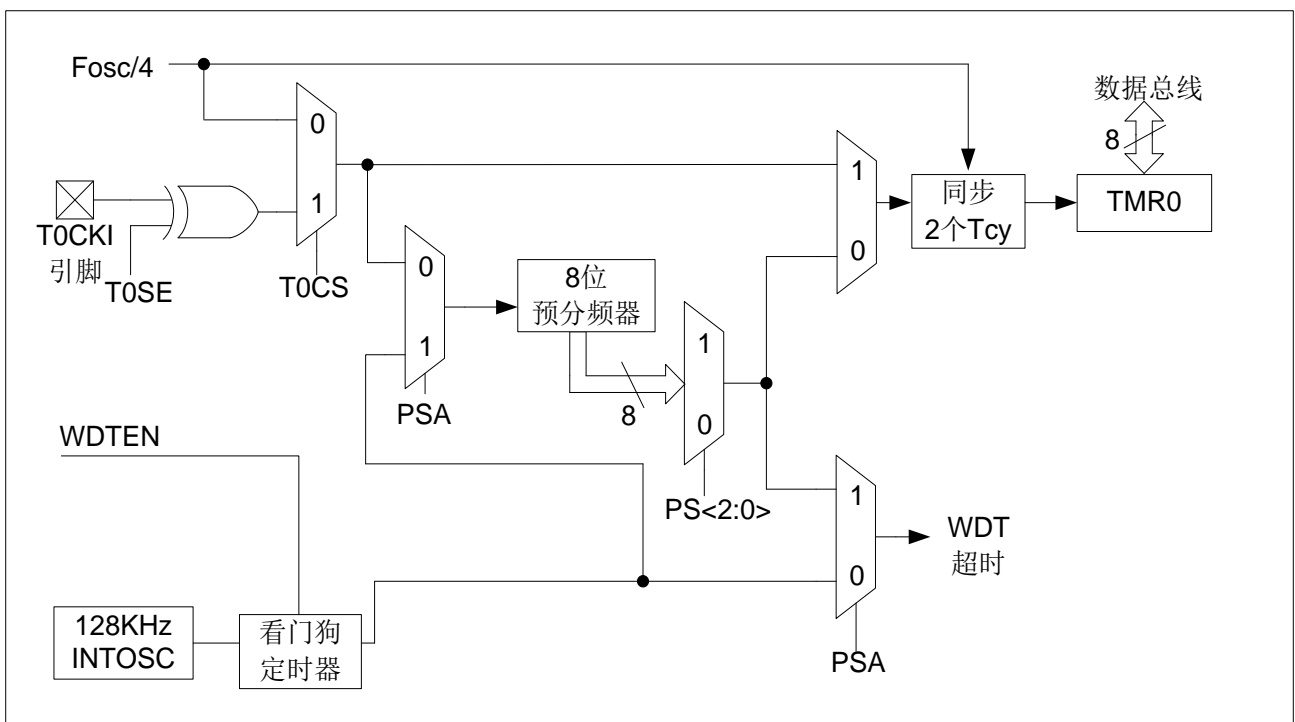 Fosc/4
数据总线
8
0
1
1
0
T0CKI
引脚
T0SE
T0CS
同步
2个Tcy
TMR0
0
1
PSA
8位
预分频器
8
1
0
PS<2:0>
WDTEN
1
0
WDT
超时
128KHz
INTOSC
看门狗
定时器
PSA